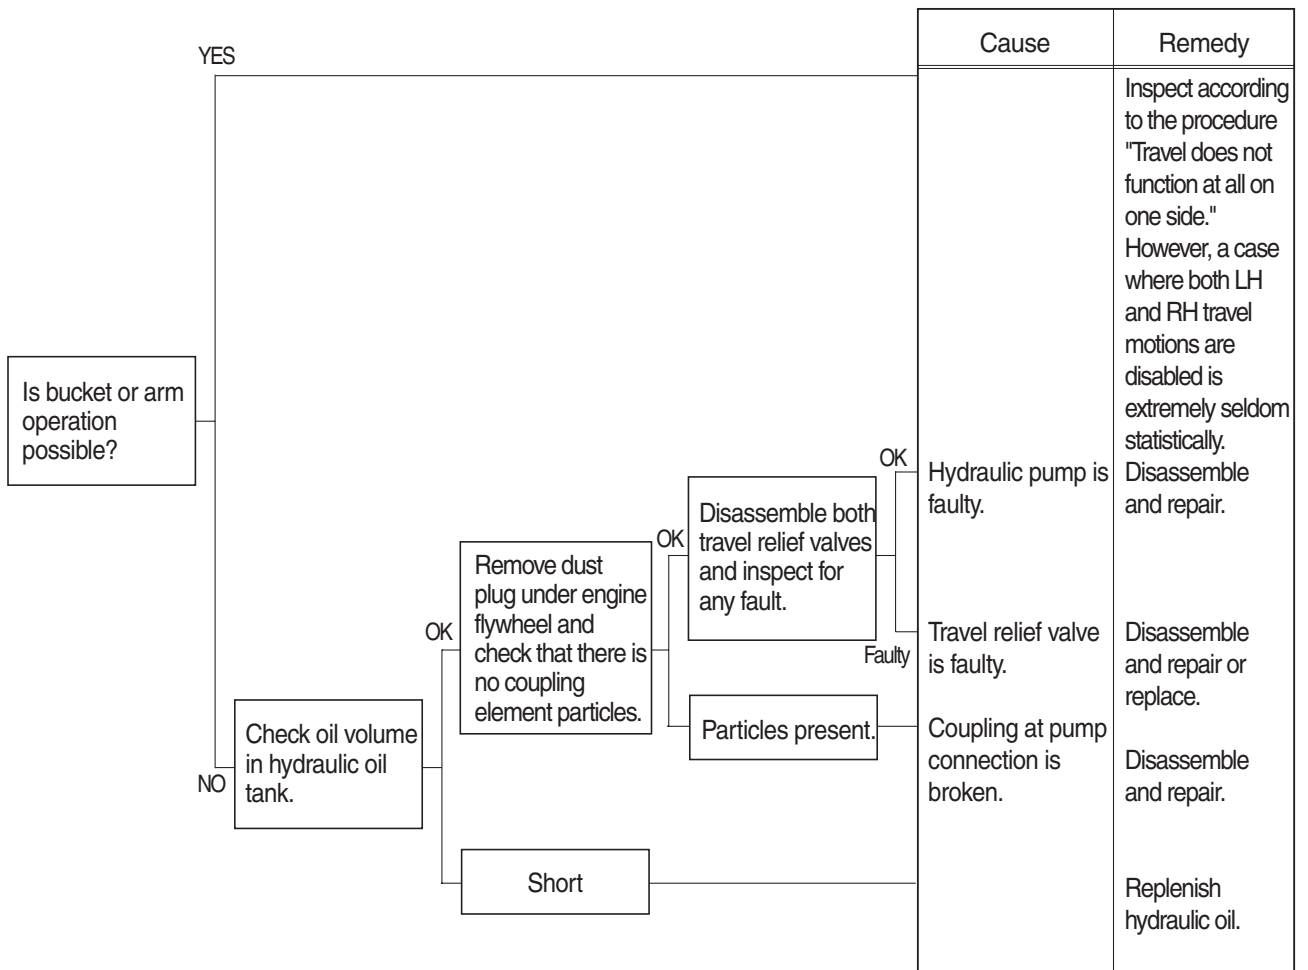 Cause
Remedy
YES
Inspect according
to the procedure
"Travel does not
function at all on
one side."
However, a case
where both LH
and RH travel
motions are
disabled is
extremely seldom
statistically.
Is bucket or arm
operation
possible?
NO
Check oil volume
in hydraulic oil
tank.
OK
Remove dust
plug under engine
flywheel and
check that there is
no coupling
element particles.
OK
Disassemble both
travel relief valves
and inspect for
any fault.
OK
Hydraulic pump is
faulty.
Disassemble
and repair.
Faulty
Travel relief valve
is faulty.
Disassemble
and repair or
replace.
Particles present.
Coupling at pump
connection is
broken.
Disassemble
and repair.
Short
Replenish
hydraulic oil.